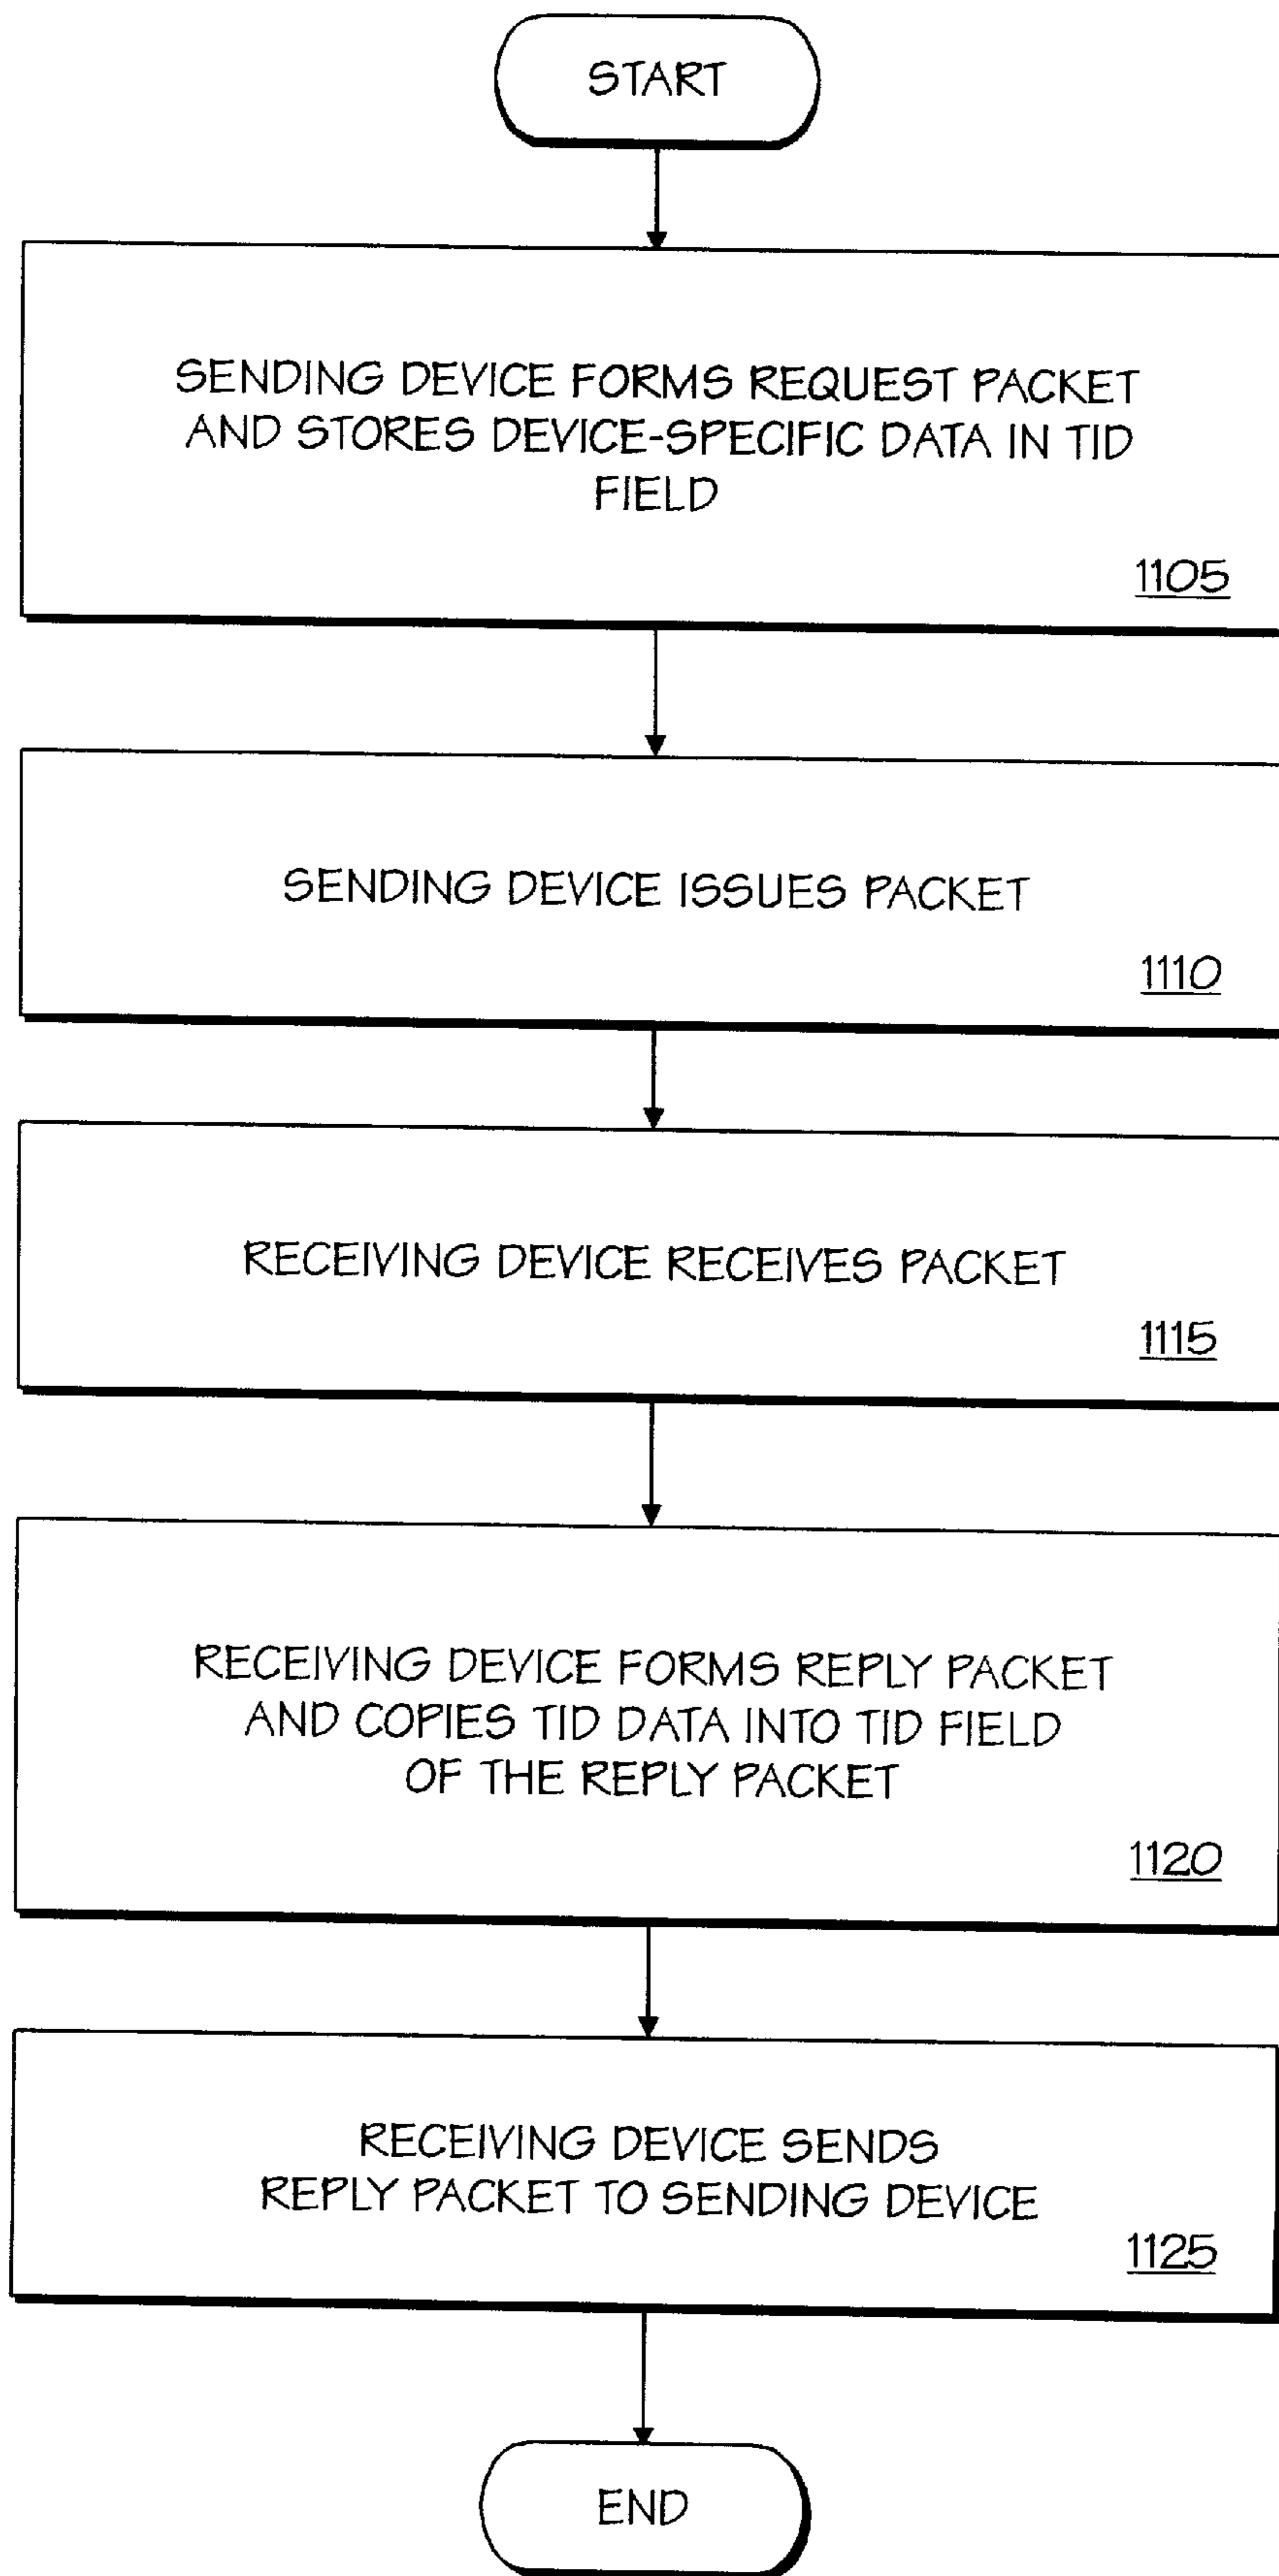 START
SENDING DEVICE FORMS REQUEST PACKET
AND STORES DEVICE-SPECIFIC DATA IN TID
FIELD
1105
SENDING DEVICE ISSUES PACKET
1110
RECEIVING DEVICE RECEIVES PACKET
1115
RECEIVING DEVICE FORMS REPLY PACKET
AND COPIES TID DATA INTO TID FIELD
OF THE REPLY PACKET
1120
RECEIVING DEVICE SENDS
REPLY PACKET TO SENDING DEVICE
1125
END